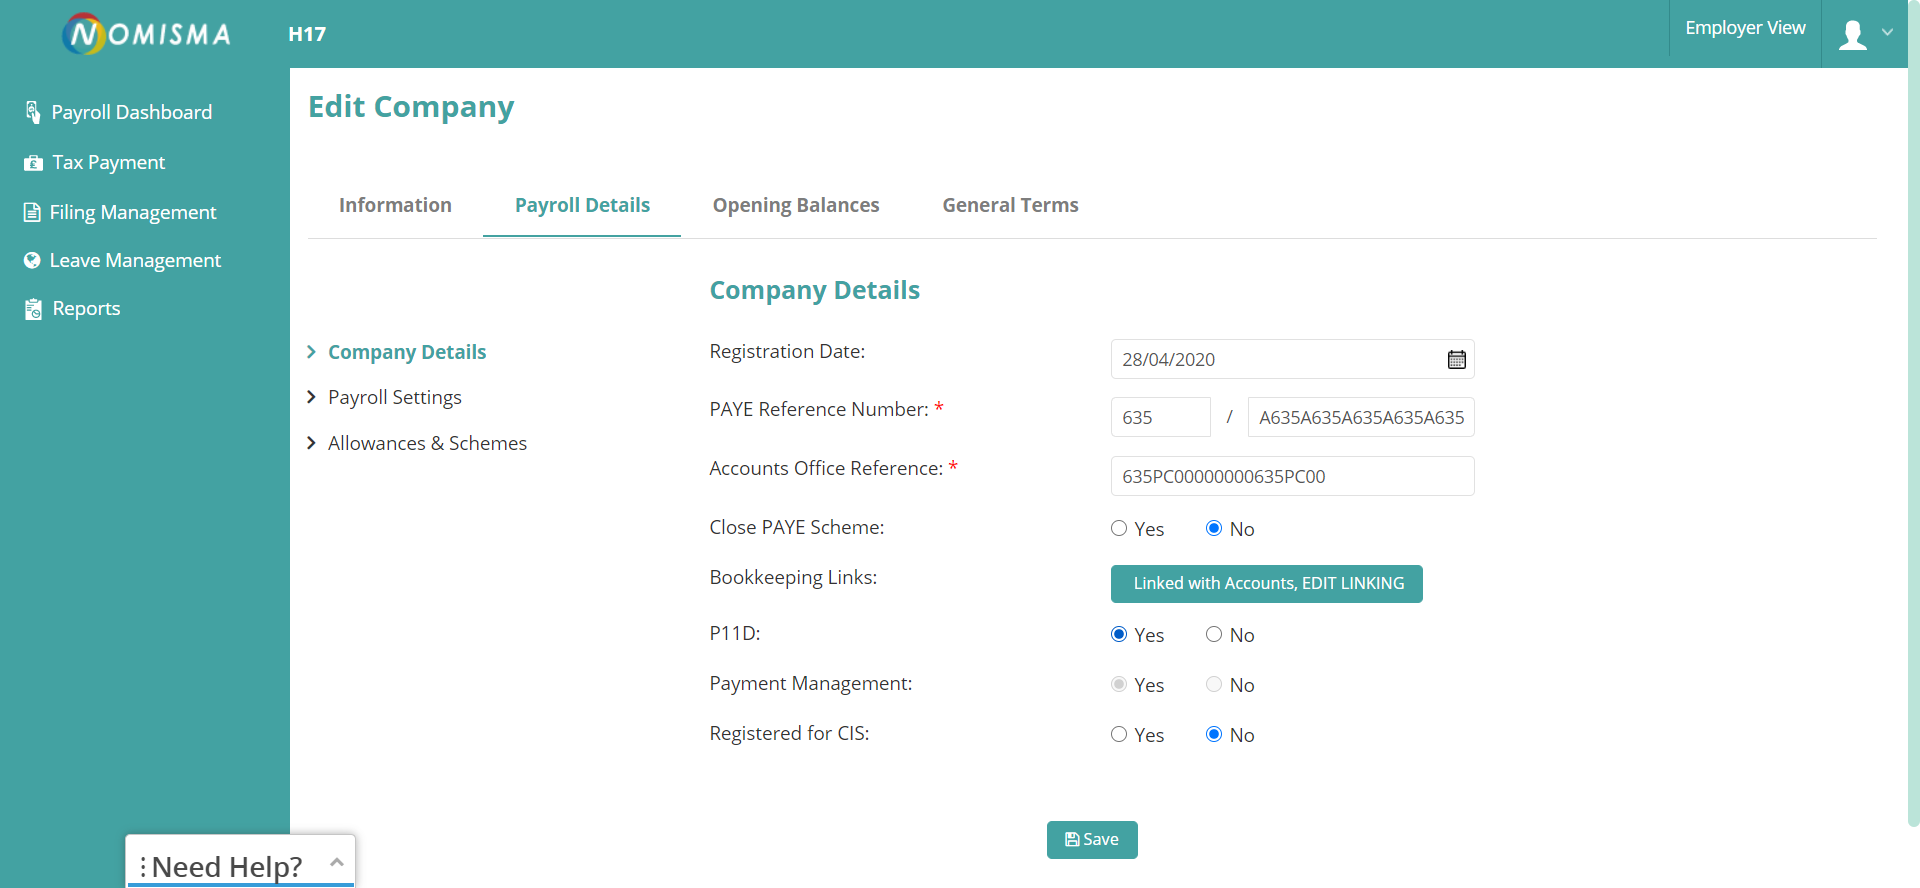 NOMISMA
H17
Employer View
Payroll Dashboard
Tax Payment
Filing Management
Leave Management
Reports
Edit Company
Information
Payroll Details
Opening Balances
General Terms
Company Details
Payroll Settings
Allowances & Schemes
Company Details
Registration Date:
28/04/2020
PAYE Reference Number: *
635 / A635A635A635A635A635
Accounts Office Reference: *
635PC00000000635PC00
Close PAYE Scheme:
Yes No
Bookkeeping Links:
Linked with Accounts, EDIT LINKING
P11D:
Yes No
Payment Management:
Yes No
Registered for CIS:
Yes No
Save
Need Help?